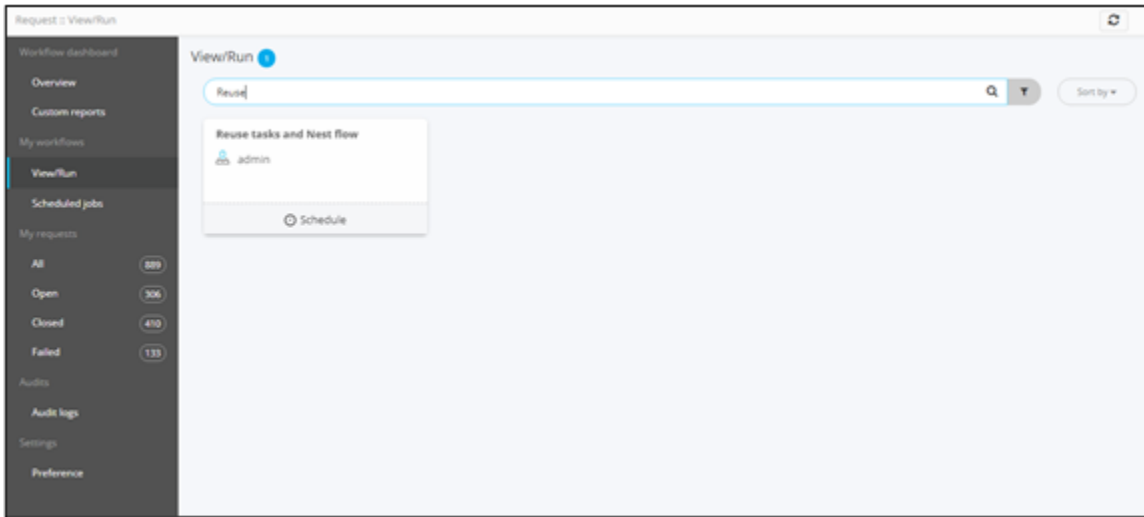 Request :: View/Run
Workflow dashboard
Overview
Custom reports
My workflows
View/Run
Scheduled jobs
My requests
All 889
Open 306
Closed 410
Failed 133
Audits
Audit logs
Settings
Preference
View/Run
Reuse
Sort by
Reuse tasks and Nest flow
admin
Schedule